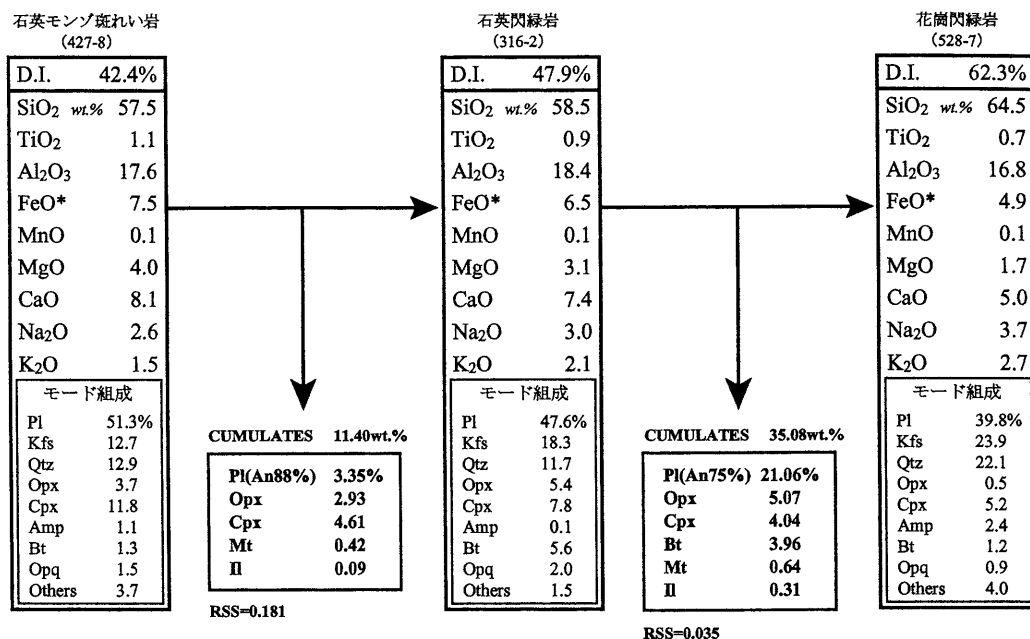 石英モンゾ斑れい岩
(427-8)
D.I. 42.4%
SiO₂ wt.% 57.5
TiO₂ 1.1
Al₂O₃ 17.6
FeO* 7.5
MnO 0.1
MgO 4.0
CaO 8.1
Na₂O 2.6
K₂O 1.5
モード組成
Pl 51.3%
Kfs 12.7
Qtz 12.9
Opx 3.7
Cpx 11.8
Amp 1.1
Bt 1.3
Opq 1.5
Others 3.7
CUMULATES 11.40wt.%
Pl(An88%) 3.35%
Opx 2.93
Cpx 4.61
Mt 0.42
Il 0.09
RSS=0.181
石英閃緑岩
(316-2)
D.I. 47.9%
SiO₂ wt.% 58.5
TiO₂ 0.9
Al₂O₃ 18.4
FeO* 6.5
MnO 0.1
MgO 3.1
CaO 7.4
Na₂O 3.0
K₂O 2.1
モード組成
Pl 47.6%
Kfs 18.3
Qtz 11.7
Opx 5.4
Cpx 7.8
Amp 0.1
Bt 5.6
Opq 2.0
Others 1.5
CUMULATES 35.08wt.%
Pl(An75%) 21.06%
Opx 5.07
Cpx 4.04
Bt 3.96
Mt 0.64
Il 0.31
RSS=0.035
花崗閃緑岩
(528-7)
D.I. 62.3%
SiO₂ wt.% 64.5
TiO₂ 0.7
Al₂O₃ 16.8
FeO* 4.9
MnO 0.1
MgO 1.7
CaO 5.0
Na₂O 3.7
K₂O 2.7
モード組成
Pl 39.8%
Kfs 23.9
Qtz 22.1
Opx 0.5
Cpx 5.2
Amp 2.4
Bt 1.2
Opq 0.9
Others 4.0